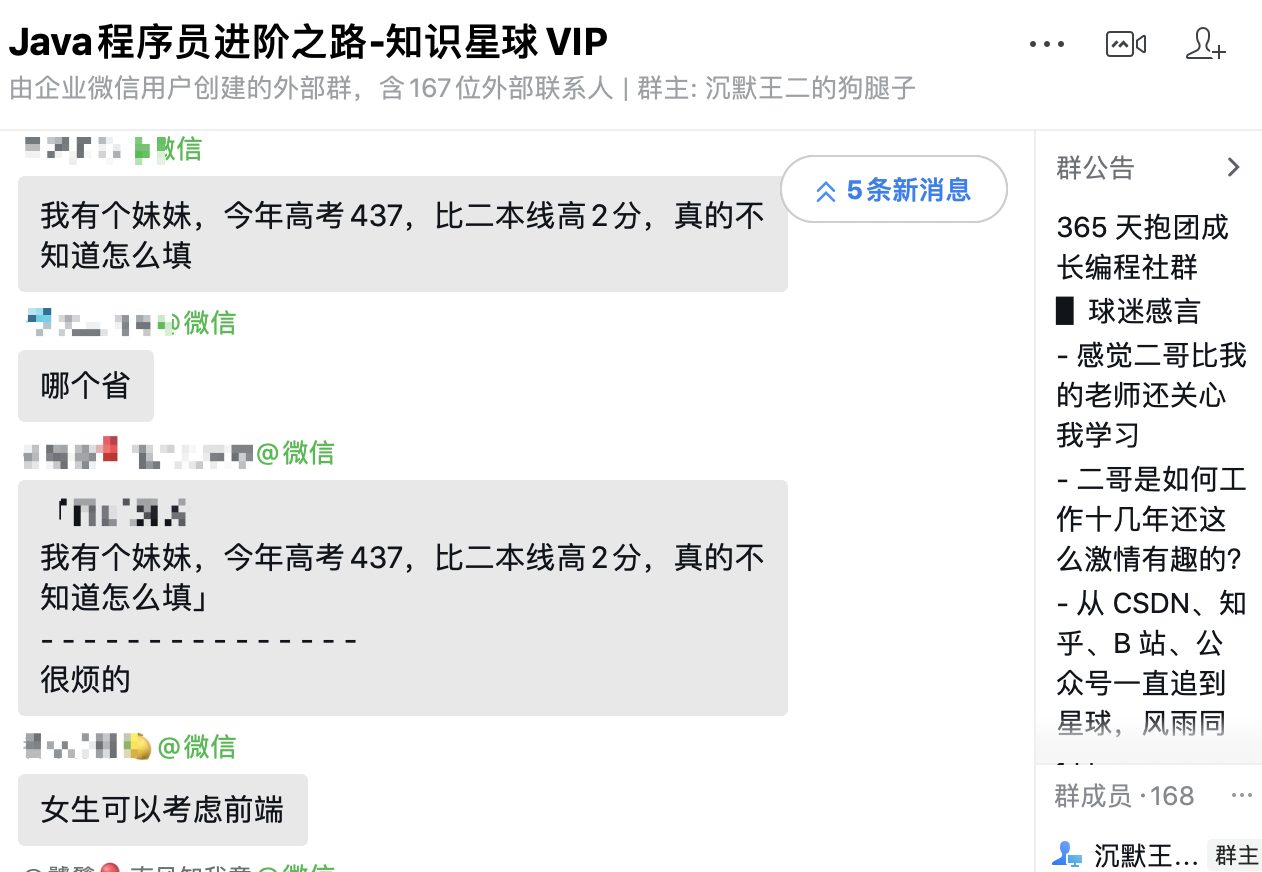 Java程序员进阶之路-知识星球 VIP
由企业微信用户创建的外部群，含167位外部联系人 | 群主: 沉默王二的狗腿子
微信
5条新消息
我有个妹妹，今年高考437，比二本线高2分，真的不
知道怎么填
@微信
哪个省
@微信
「
我有个妹妹，今年高考437，比二本线高2分，真的不
知道怎么填」
- - - - - - - - - - - - - - -
很烦的
@微信
女生可以考虑前端
@微信
群公告
365 天抱团成
长编程社群
█ 球迷感言
- 感觉二哥比我
的老师还关心
我学习
- 二哥是如何工
作十几年还这
么激情有趣的?
- 从 CSDN、知
乎、B 站、公
众号一直追到
星球，风雨同
群成员·168
沉默王... 群主